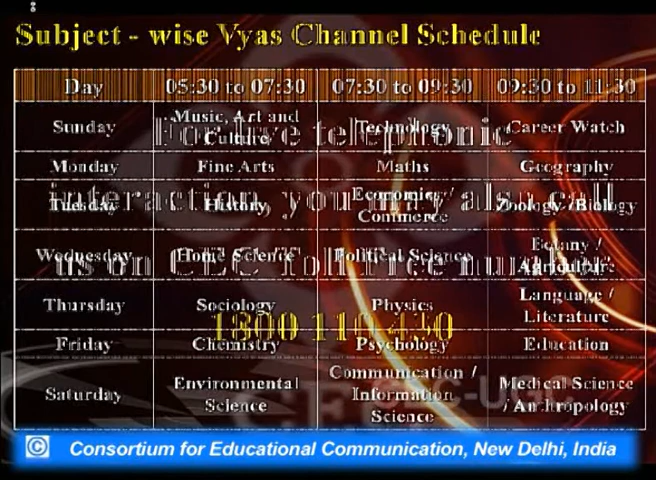 Subject - wise Vyas Channel Schedule
Day 05:30 to 07:30 07:30 to 09:30 09:30 to 11:30
Sunday Music, Art and Culture Technology Career Watch
For live telephonic
Monday Fine Arts Maths Geography
Tuesday History Economics / Commerce Zoology / Biology
interaction, you may also call
Wednesday Home Science Political Science Botany / Agriculture
us on CEC Toll Free number
Thursday Sociology Physics Language / Literature
1800 110 430
Friday Chemistry Psychology Education
Saturday Environmental Science Communication / Information Science Medical Science / Anthropology
CEC-UGC
© Consortium for Educational Communication, New Delhi, India